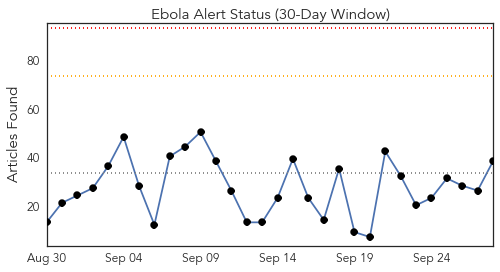 Ebola Alert Status (30-Day Window)
Articles Found
80
60
40
20
Aug 30 Sep 04 Sep 09 Sep 14 Sep 19 Sep 24